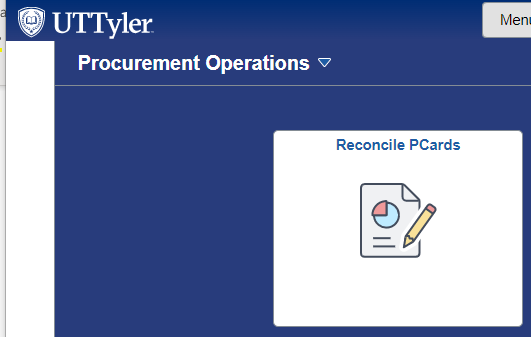 UTTyler
Menu
Procurement Operations
Reconcile PCards